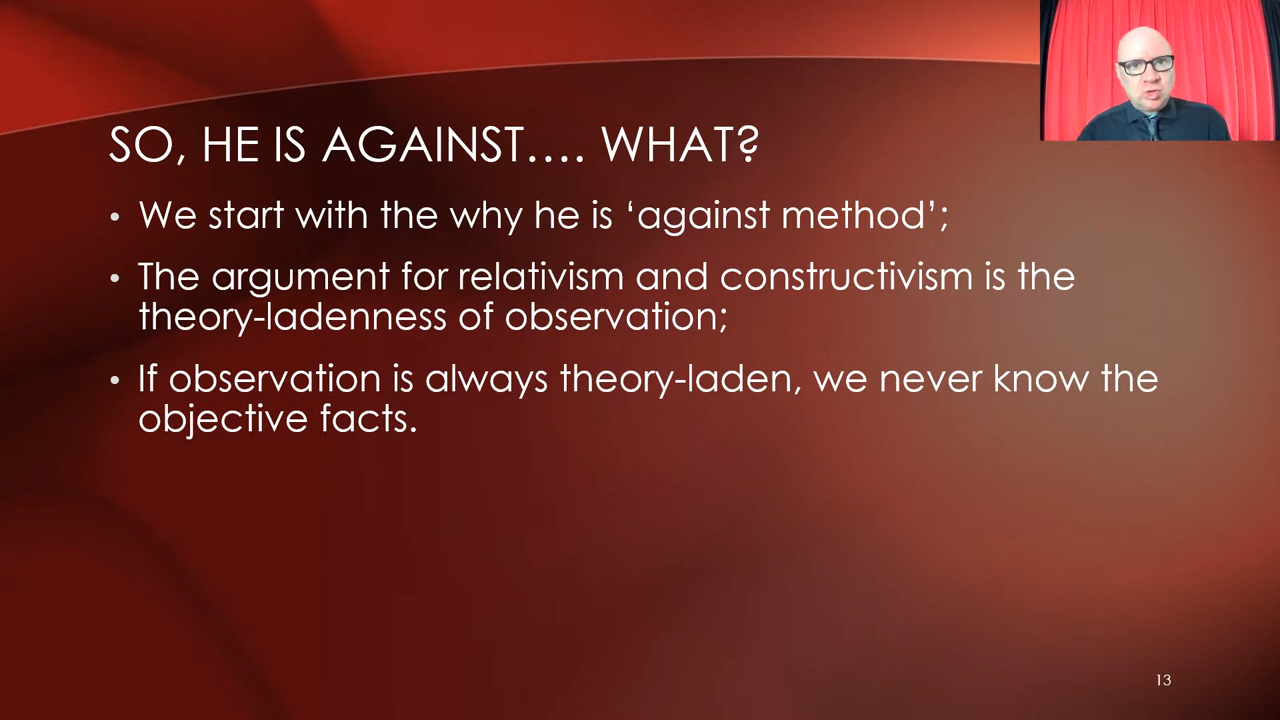 SO, HE IS AGAINST…. WHAT?
• We start with the why he is ‘against method’;
• The argument for relativism and constructivism is the
theory-ladenness of observation;
• If observation is always theory-laden, we never know the
objective facts.
13